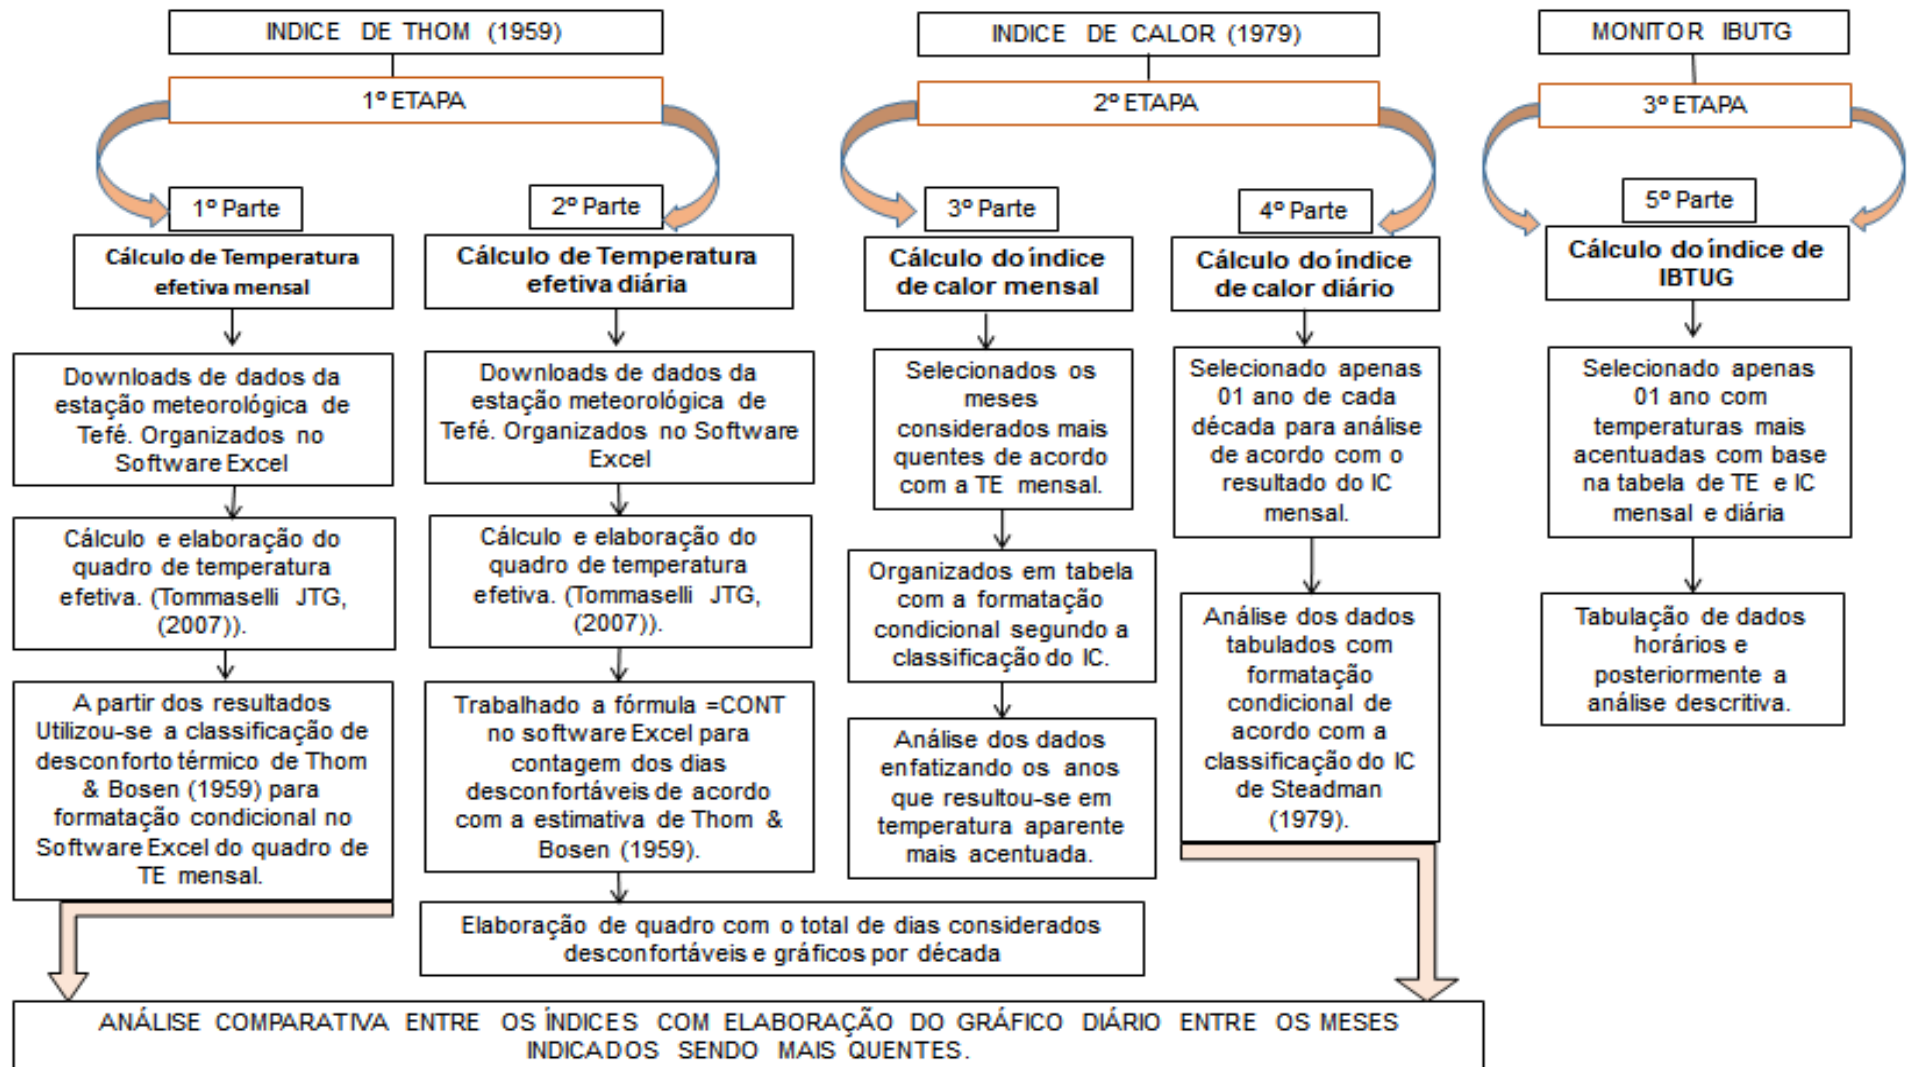 INDICE DE THOM (1959)
1º ETAPA
1º Parte
Cálculo de Temperatura
efetiva mensal
Downloads de dados da
estação meteorológica de
Tefé. Organizados no
Software Excel
Cálculo e elaboração do
quadro de temperatura
efetiva. (Tommaselli JTG,
(2007)).
A partir dos resultados
Utilizou-se a classificação de
desconforto térmico de Thom
& Bosen (1959) para
formatação condicional no
Software Excel do quadro de
TE mensal.
2º Parte
Cálculo de Temperatura
efetiva diária
Downloads de dados da
estação meteorológica de
Tefé. Organizados no Software
Excel
Cálculo e elaboração do
quadro de temperatura
efetiva. (Tommaselli JTG,
(2007)).
Trabalhado a fórmula =CONT
no software Excel para
contagem dos dias
desconfortáveis de acordo
com a estimativa de Thom &
Bosen (1959).
Elaboração de quadro com o total de dias considerados
desconfortáveis e gráficos por década
INDICE DE CALOR (1979)
2º ETAPA
3º Parte
Cálculo do índice
de calor mensal
Selecionados os
meses
considerados mais
quentes de acordo
com a TE mensal.
Organizados em tabela
com a formatação
condicional segundo a
classificação do IC.
Análise dos dados
enfatizando os anos
que resultou-se em
temperatura aparente
mais acentuada.
4º Parte
Cálculo do índice
de calor diário
Selecionado apenas
01 ano de cada
década para análise
de acordo com o
resultado do IC
mensal.
Análise dos dados
tabulados com
formatação
condicional de
acordo com a
classificação do IC
de Steadman
(1979).
MONITOR IBUTG
3º ETAPA
5º Parte
Cálculo do índice de
IBTUG
Selecionado apenas
01 ano com
temperaturas mais
acentuadas com base
na tabela de TE e IC
mensal e diária
Tabulação de dados
horários e
posteriormente a
análise descritiva.
ANÁLISE COMPARATIVA ENTRE OS ÍNDICES COM ELABORAÇÃO DO GRÁFICO DIÁRIO ENTRE OS MESES
INDICADOS SENDO MAIS QUENTES.